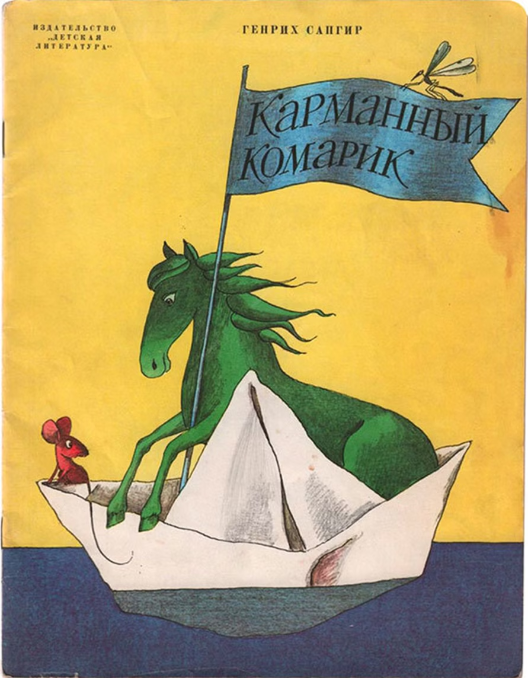 ИЗДАТЕЛЬСТВО
„ДЕТСКАЯ
ЛИТЕРАТУРА“
ГЕНРИХ САПГИР
КАРМАННЫЙ
КОМАРИК